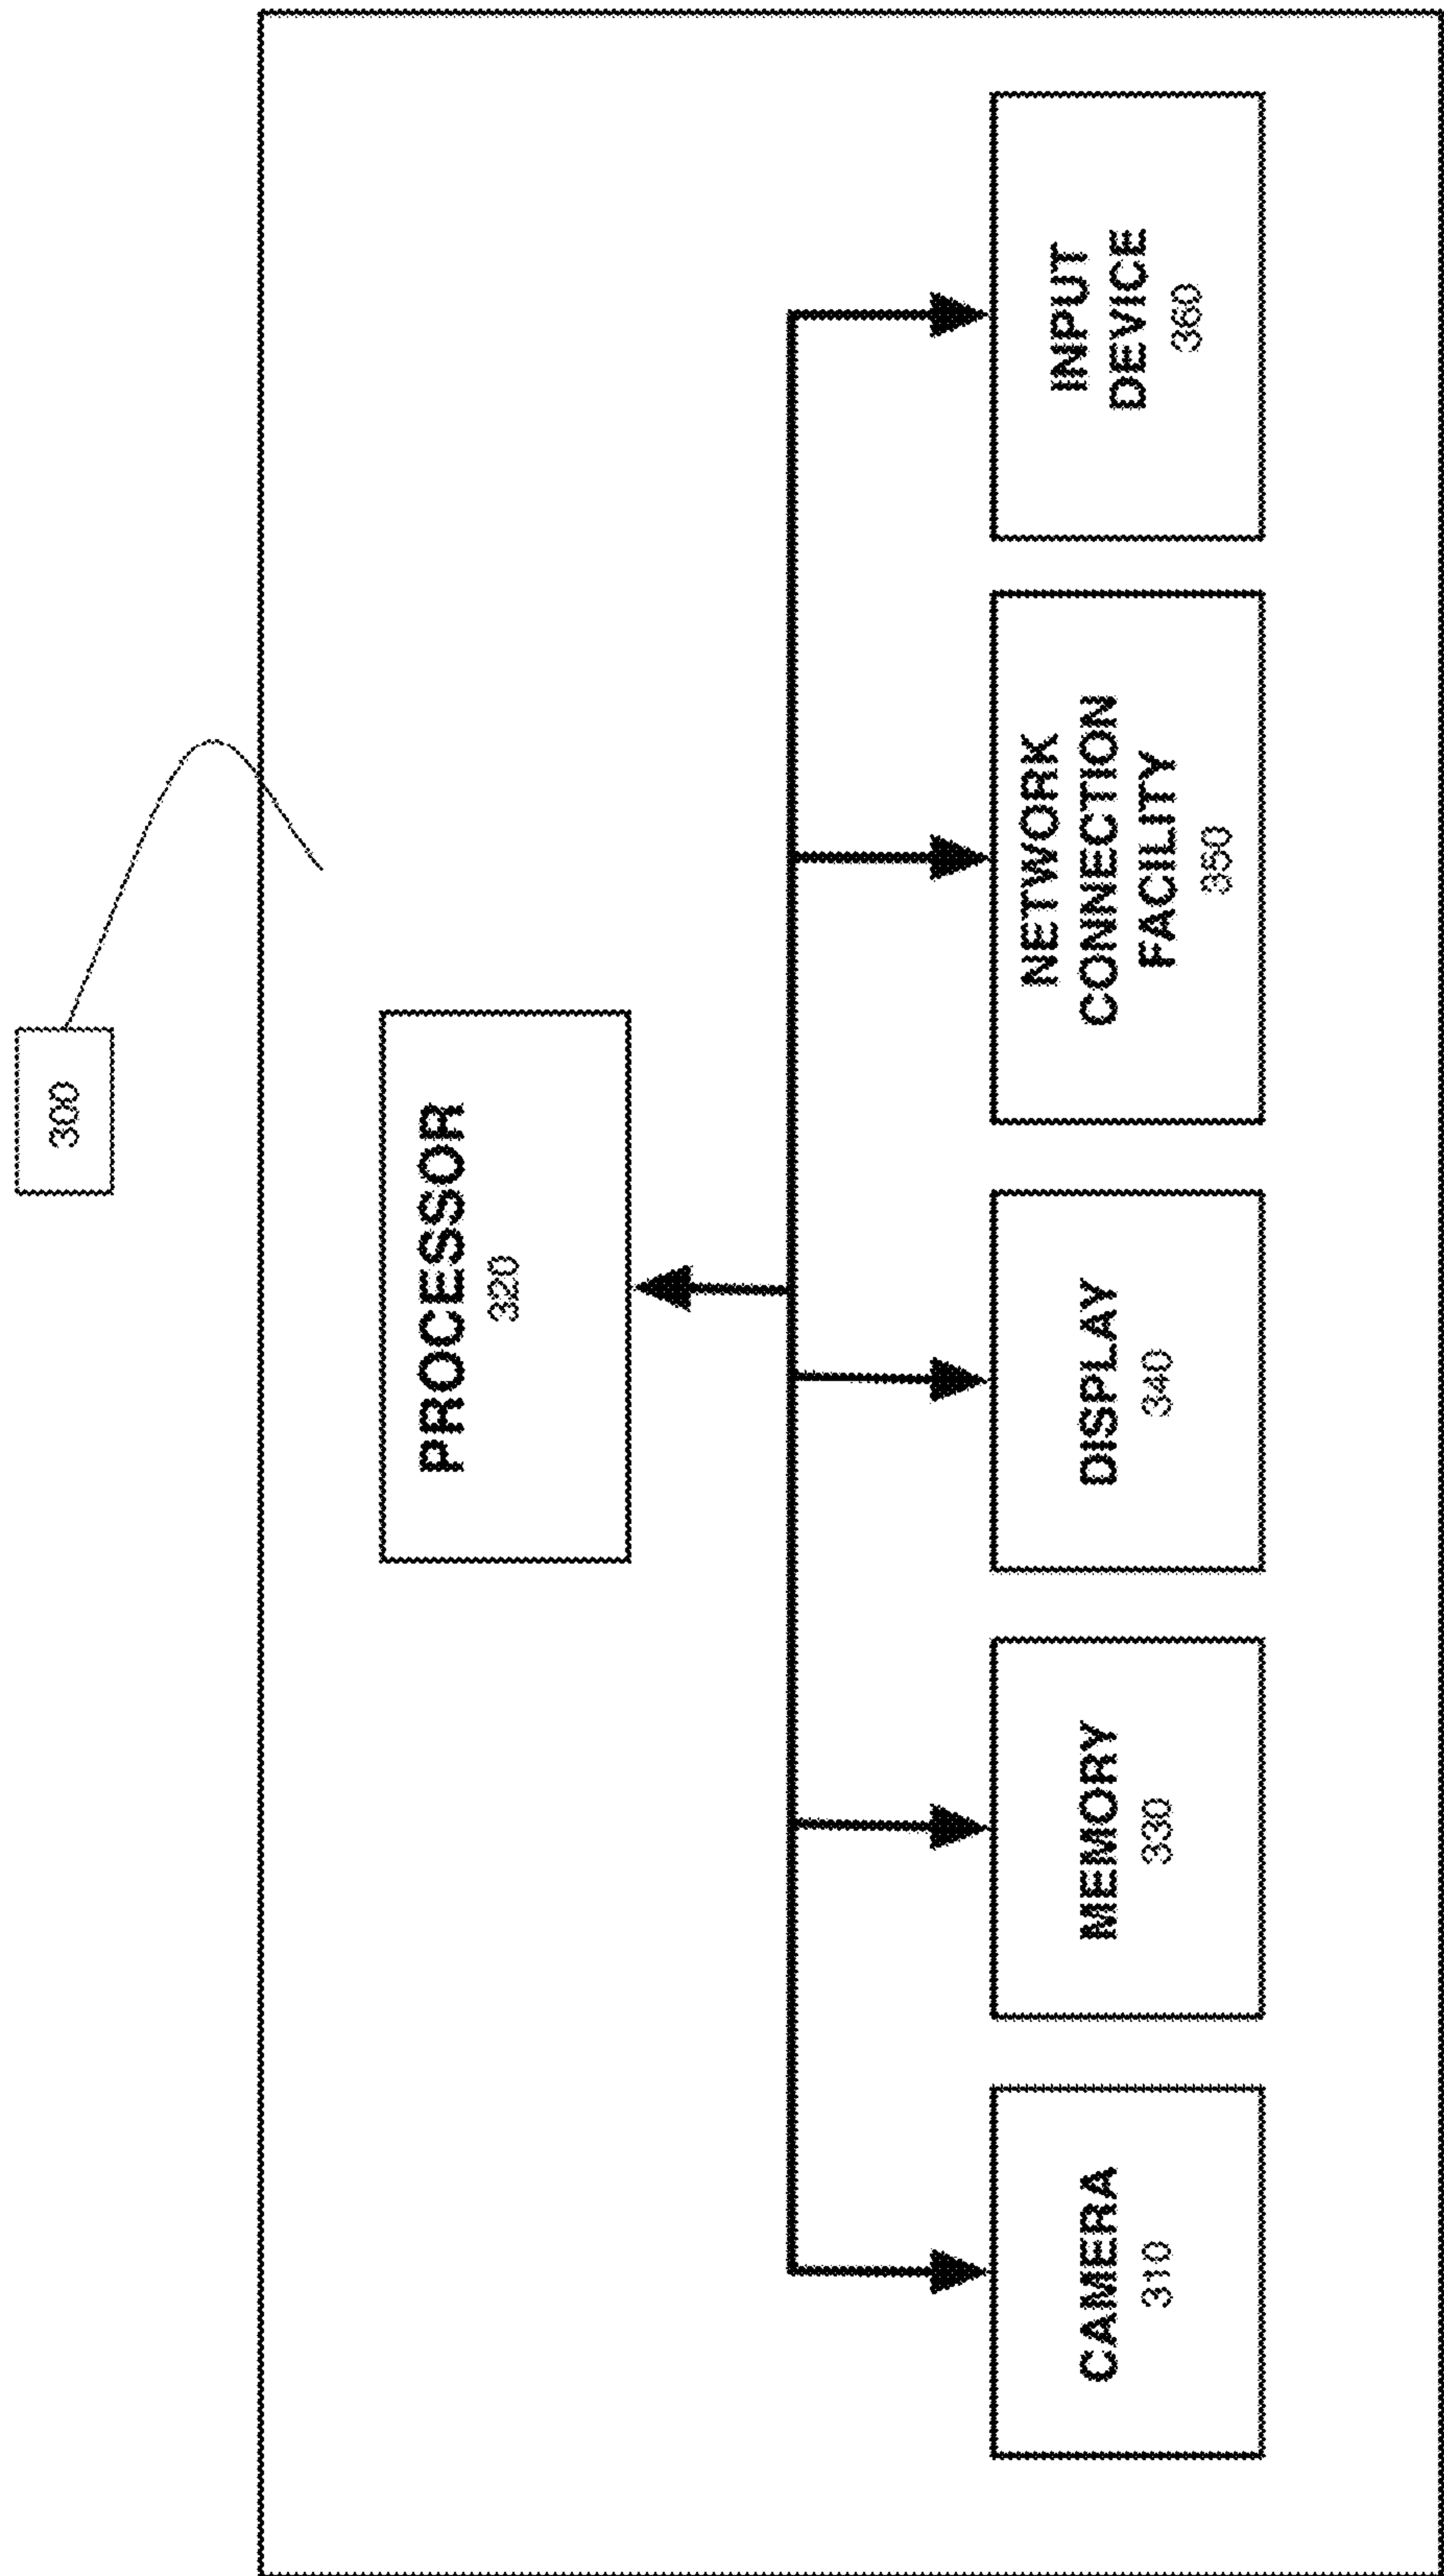 300
PROCESSOR
320
CAMERA
310
MEMORY
330
DISPLAY
340
NETWORK
CONNECTION
FACILITY
350
INPUT
DEVICE
360